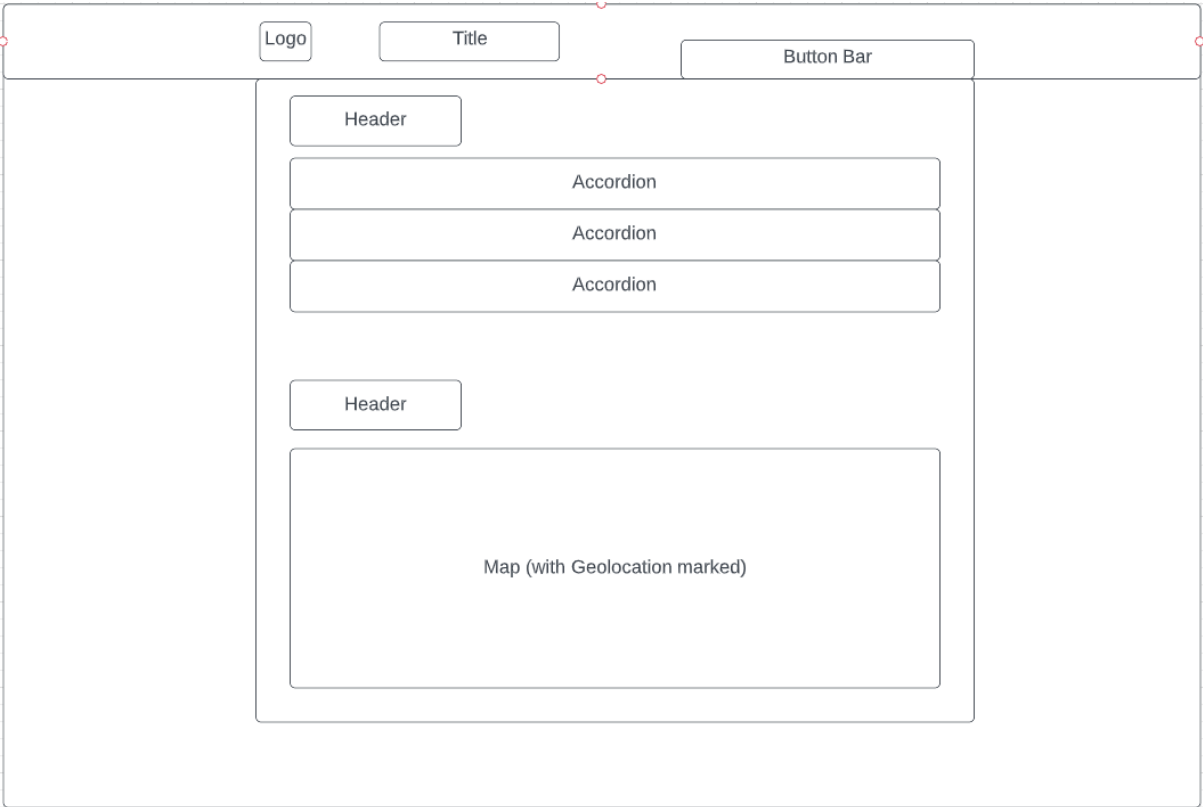 Logo
Title
Button Bar
Header
Accordion
Accordion
Accordion
Header
Map (with Geolocation marked)